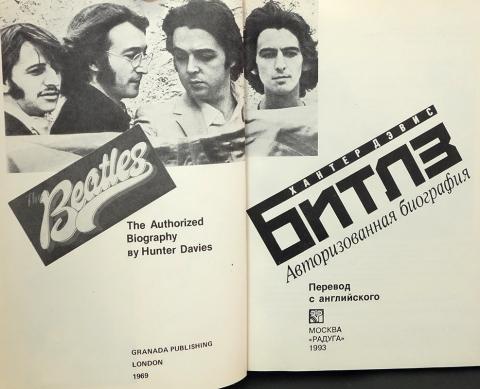 The
Beatles
The Authorized
Biography
by Hunter Davies
GRANADA PUBLISHING
LONDON
1969
ХАНТЕР ДЭВИС
БИТЛЗ
Авторизованная биография
Перевод
с английского
МОСКВА
«РАДУГА»
1993